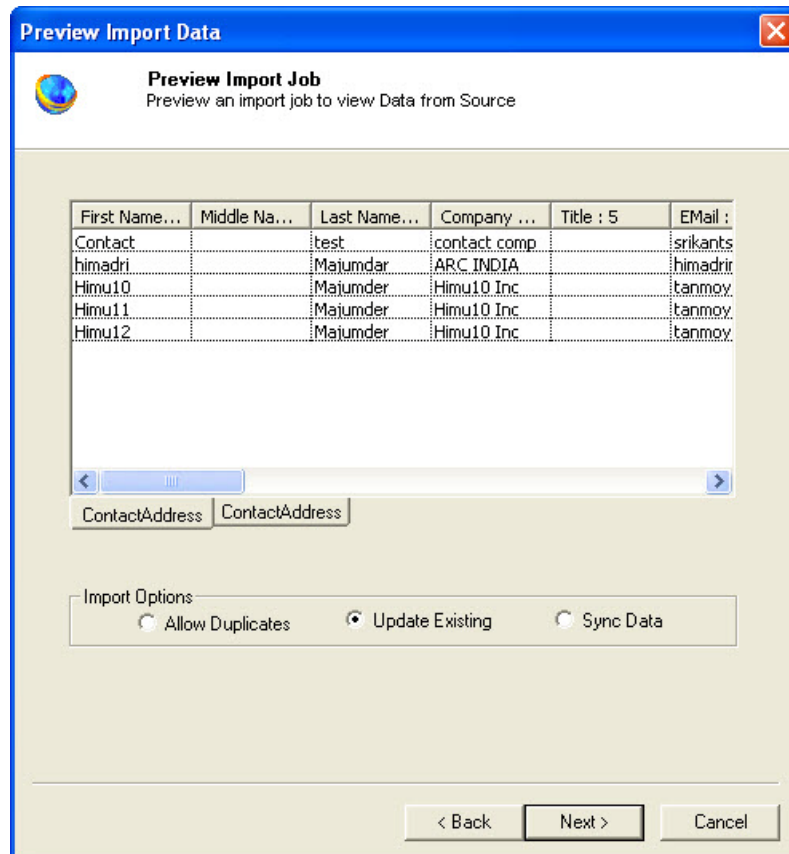 Preview Import Data
Preview Import Job
Preview an import job to view Data from Source
First Name... Middle Na... Last Name... Company ... Title : 5 EMail :
Contact test contact comp srikants
himadri Majumdar ARC INDIA himadrir
Himu10 Majumder Himu10 Inc tanmoy
Himu11 Majumder Himu10 Inc tanmoy
Himu12 Majumder Himu10 Inc tanmoy
ContactAddress ContactAddress
Import Options
Allow Duplicates Update Existing Sync Data
< Back Next > Cancel